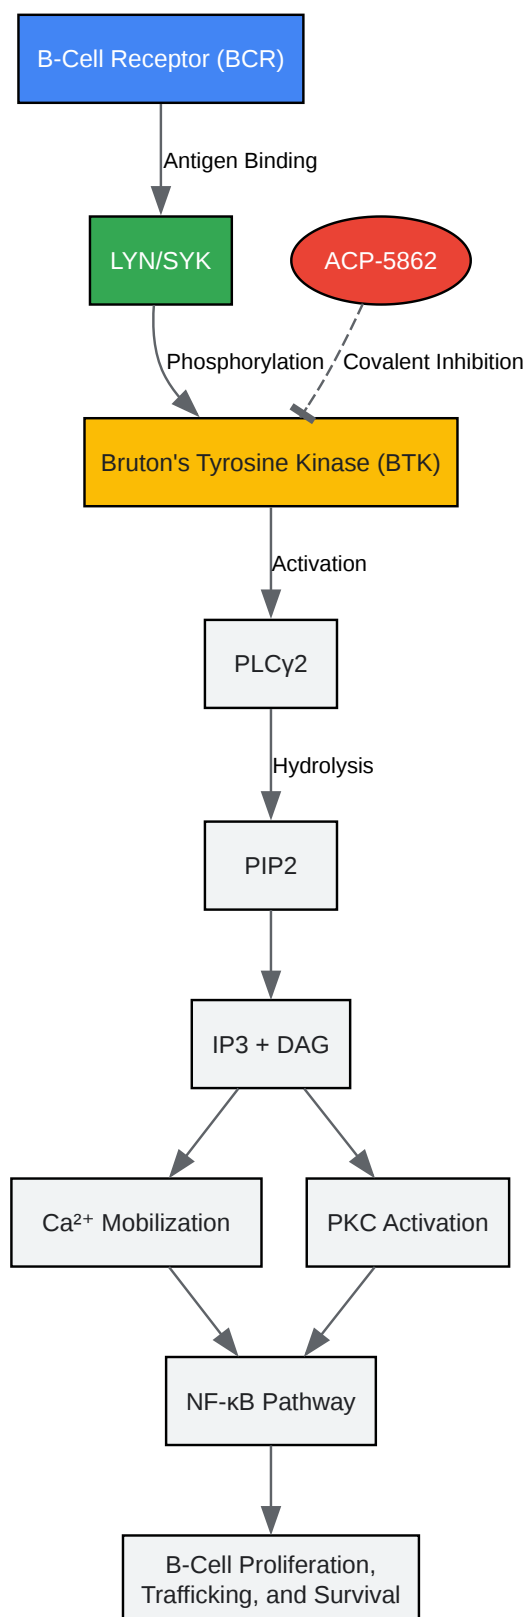 B-Cell Receptor (BCR)
Antigen Binding
LYN/SYK
ACP-5862
Phosphorylation
Covalent Inhibition
Bruton's Tyrosine Kinase (BTK)
Activation
PLCγ2
Hydrolysis
PIP2
IP3 + DAG
Ca²⁺ Mobilization
PKC Activation
NF-κB Pathway
B-Cell Proliferation,
Trafficking, and Survival